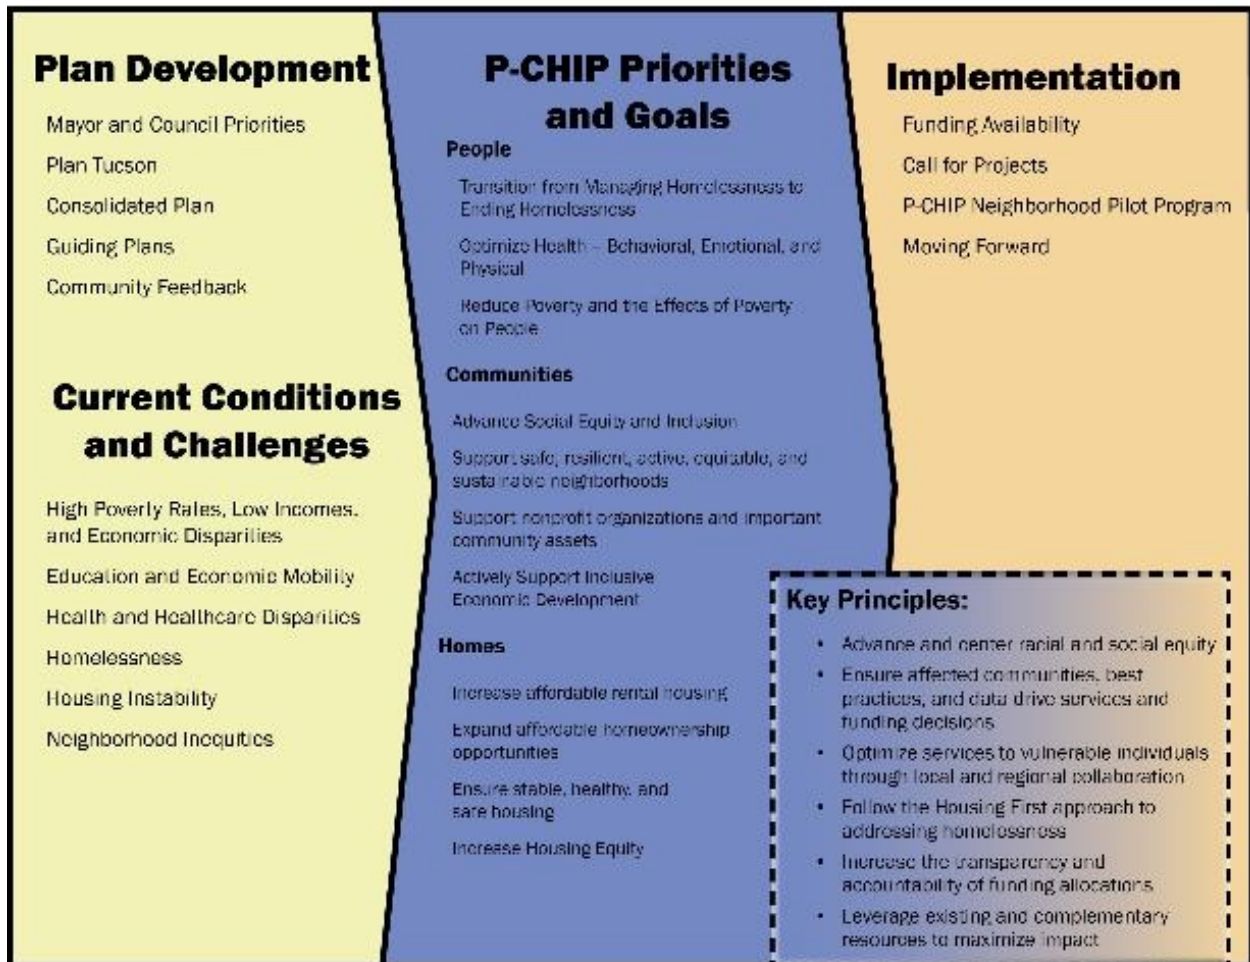 Plan Development
Mayor and Council Priorities
Plan Tucson
Consolidated Plan
Guiding Plans
Community Feedback
Current Conditions
and Challenges
High Poverty Rates, Low Incomes,
and Economic Disparities
Education and Economic Mobility
Health and Healthcare Disparities
Homelessness
Housing Instability
Neighborhood Inequities
P-CHIP Priorities
and Goals
People
Transition from Managing Homelessness to
Ending Homelessness
Optimize Health – Behavioral, Emotional, and
Physical
Reduce Poverty and the Effects of Poverty
on People
Communities
Advance Social Equity and Inclusion
Support safe, resilient, active, equitable, and
sustainable neighborhoods
Support nonprofit organizations and important
community assets
Actively Support Inclusive
Economic Development
Homes
Increase affordable rental housing
Expand affordable homeownership
opportunities
Ensure stable, healthy, and
safe housing
Increase Housing Equity
Implementation
Funding Availability
Call for Projects
P-CHIP Neighborhood Pilot Program
Moving Forward
Key Principles:
• Advance and center racial and social equity
• Ensure affected communities, best
practices, and data drive services and
funding decisions
• Optimize services to vulnerable individuals
through local and regional collaboration
• Follow the Housing First approach to
addressing homelessness
• Increase the transparency and
accountability of funding allocations
• Leverage existing and complementary
resources to maximize impact